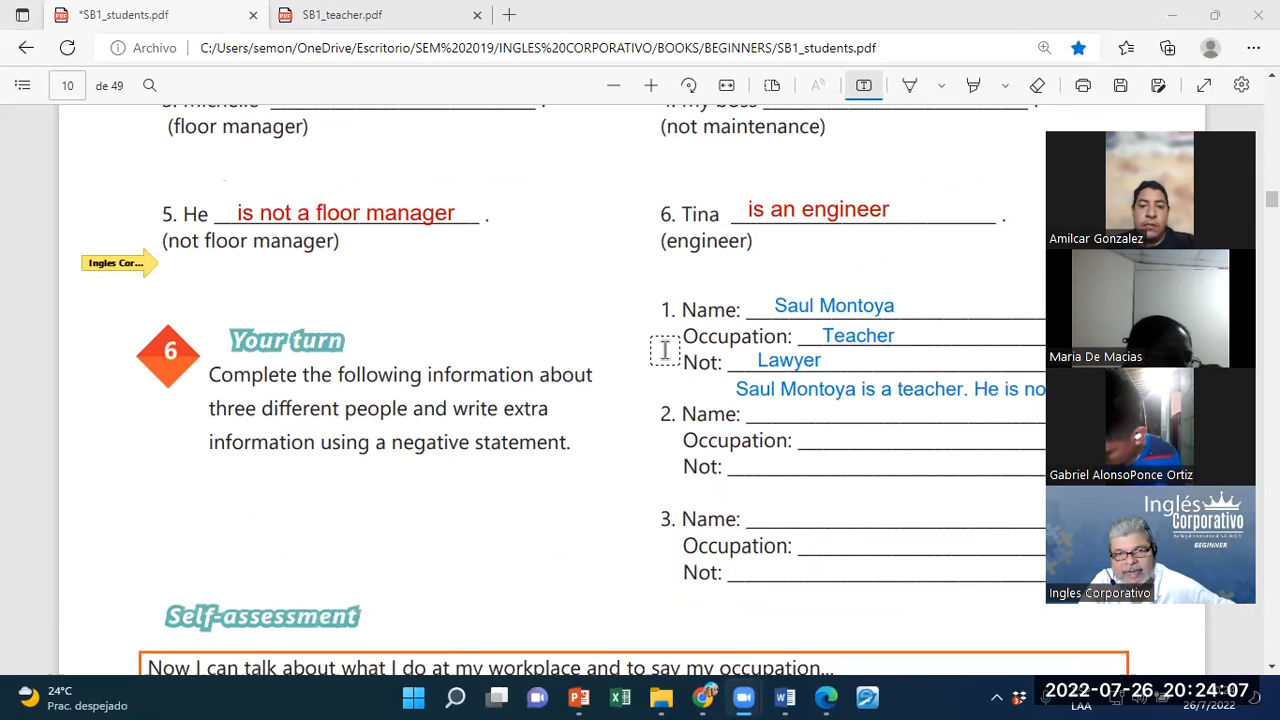 *SB1_students.pdf
SB1_teacher.pdf
Archivo
C:/Users/semon/OneDrive/Escritorio/SEM%202019/INGLES%20CORPORATIVO/BOOKS/BEGINNERS/SB1_students.pdf
10 de 49
(floor manager)
(not maintenance)
5. He is not a floor manager .
(not floor manager)
6. Tina is an engineer .
(engineer)
Ingles Cor...
6
Your turn
Complete the following information about
three different people and write extra
information using a negative statement.
1. Name: Saul Montoya
Occupation: Teacher
Not: Lawyer
Saul Montoya is a teacher. He is no
2. Name:
Occupation:
Not:
3. Name:
Occupation:
Not:
Self-assessment
Now I can talk about what I do at my workplace and to say my occupation...
Amilcar Gonzalez
Maria De Macias
Gabriel AlonsoPonce Ortiz
Inglés
Corporativo
BEGINNER
Ingles Corporativo
24°C
Prac. despejado
LAA
2022-07-26 20:24:07
26/7/2022